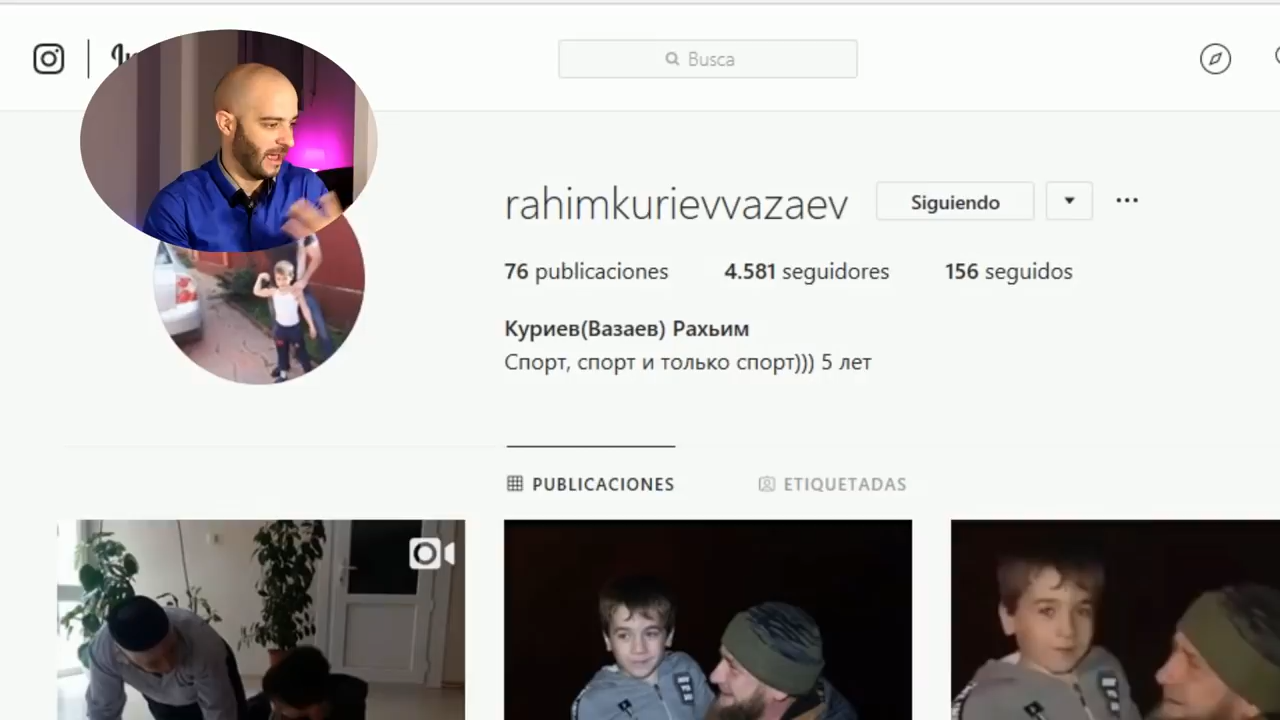 Busca
rahimkurievvazaev Siguiendo
76 publicaciones 4.581 seguidores 156 seguidos
Куриев(Вазаев) Рахьим
Спорт, спорт и только спорт))) 5 лет
PUBLICACIONES ETIQUETADAS